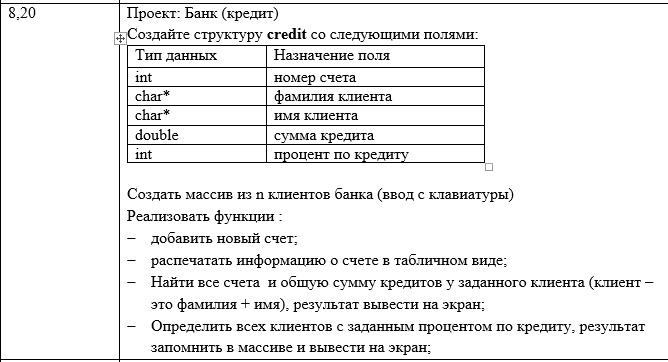 8,20
Проект: Банк (кредит)
Создайте структуру credit со следующими полями:
Тип данных Назначение поля
int номер счета
char* фамилия клиента
char* имя клиента
double сумма кредита
int процент по кредиту
Создать массив из n клиентов банка (ввод с клавиатуры)
Реализовать функции :
– добавить новый счет;
– распечатать информацию о счете в табличном виде;
– Найти все счета и общую сумму кредитов у заданного клиента (клиент –
это фамилия + имя), результат вывести на экран;
– Определить всех клиентов с заданным процентом по кредиту, результат
запомнить в массиве и вывести на экран;